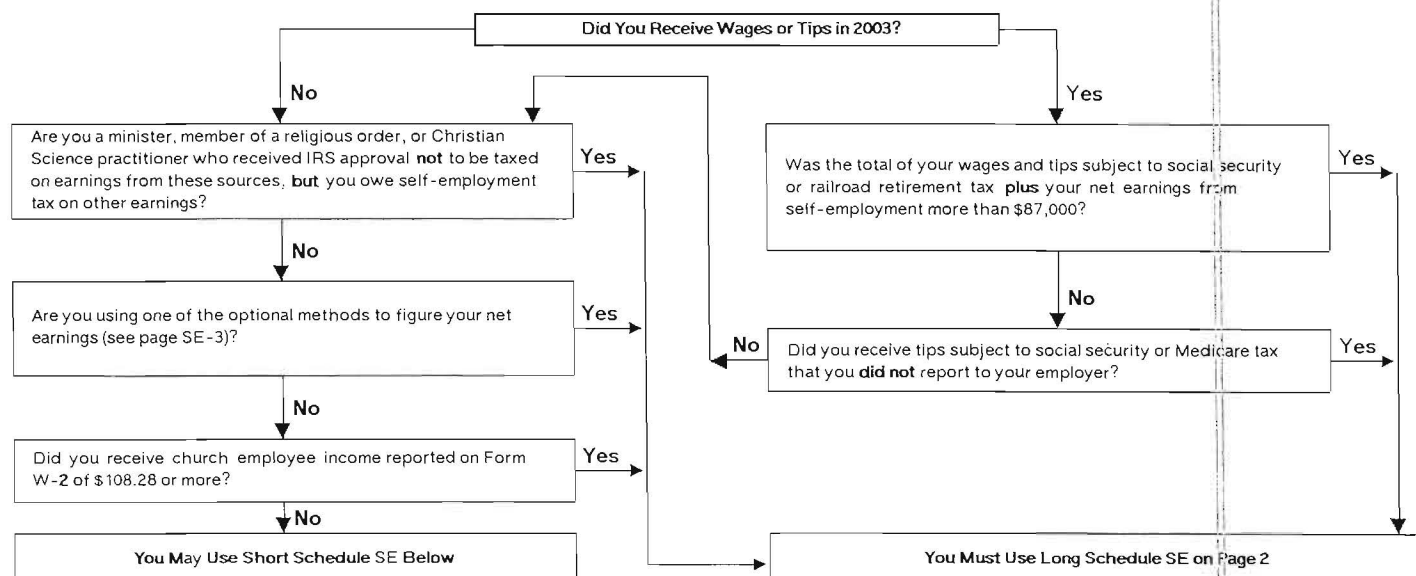 Did You Receive Wages or Tips in 2003?
No
Yes
Are you a minister, member of a religious order, or Christian
Science practitioner who received IRS approval not to be taxed
on earnings from these sources, but you owe self-employment
tax on other earnings?
Yes
Was the total of your wages and tips subject to social security
or railroad retirement tax plus your net earnings from
self-employment more than $87,000?
Yes
No
No
Are you using one of the optional methods to figure your net
earnings (see page SE-3)?
Yes
No
Did you receive tips subject to social security or Medicare tax
that you did not report to your employer?
Yes
No
Did you receive church employee income reported on Form
W-2 of $108.28 or more?
Yes
No
You May Use Short Schedule SE Below
You Must Use Long Schedule SE on Page 2